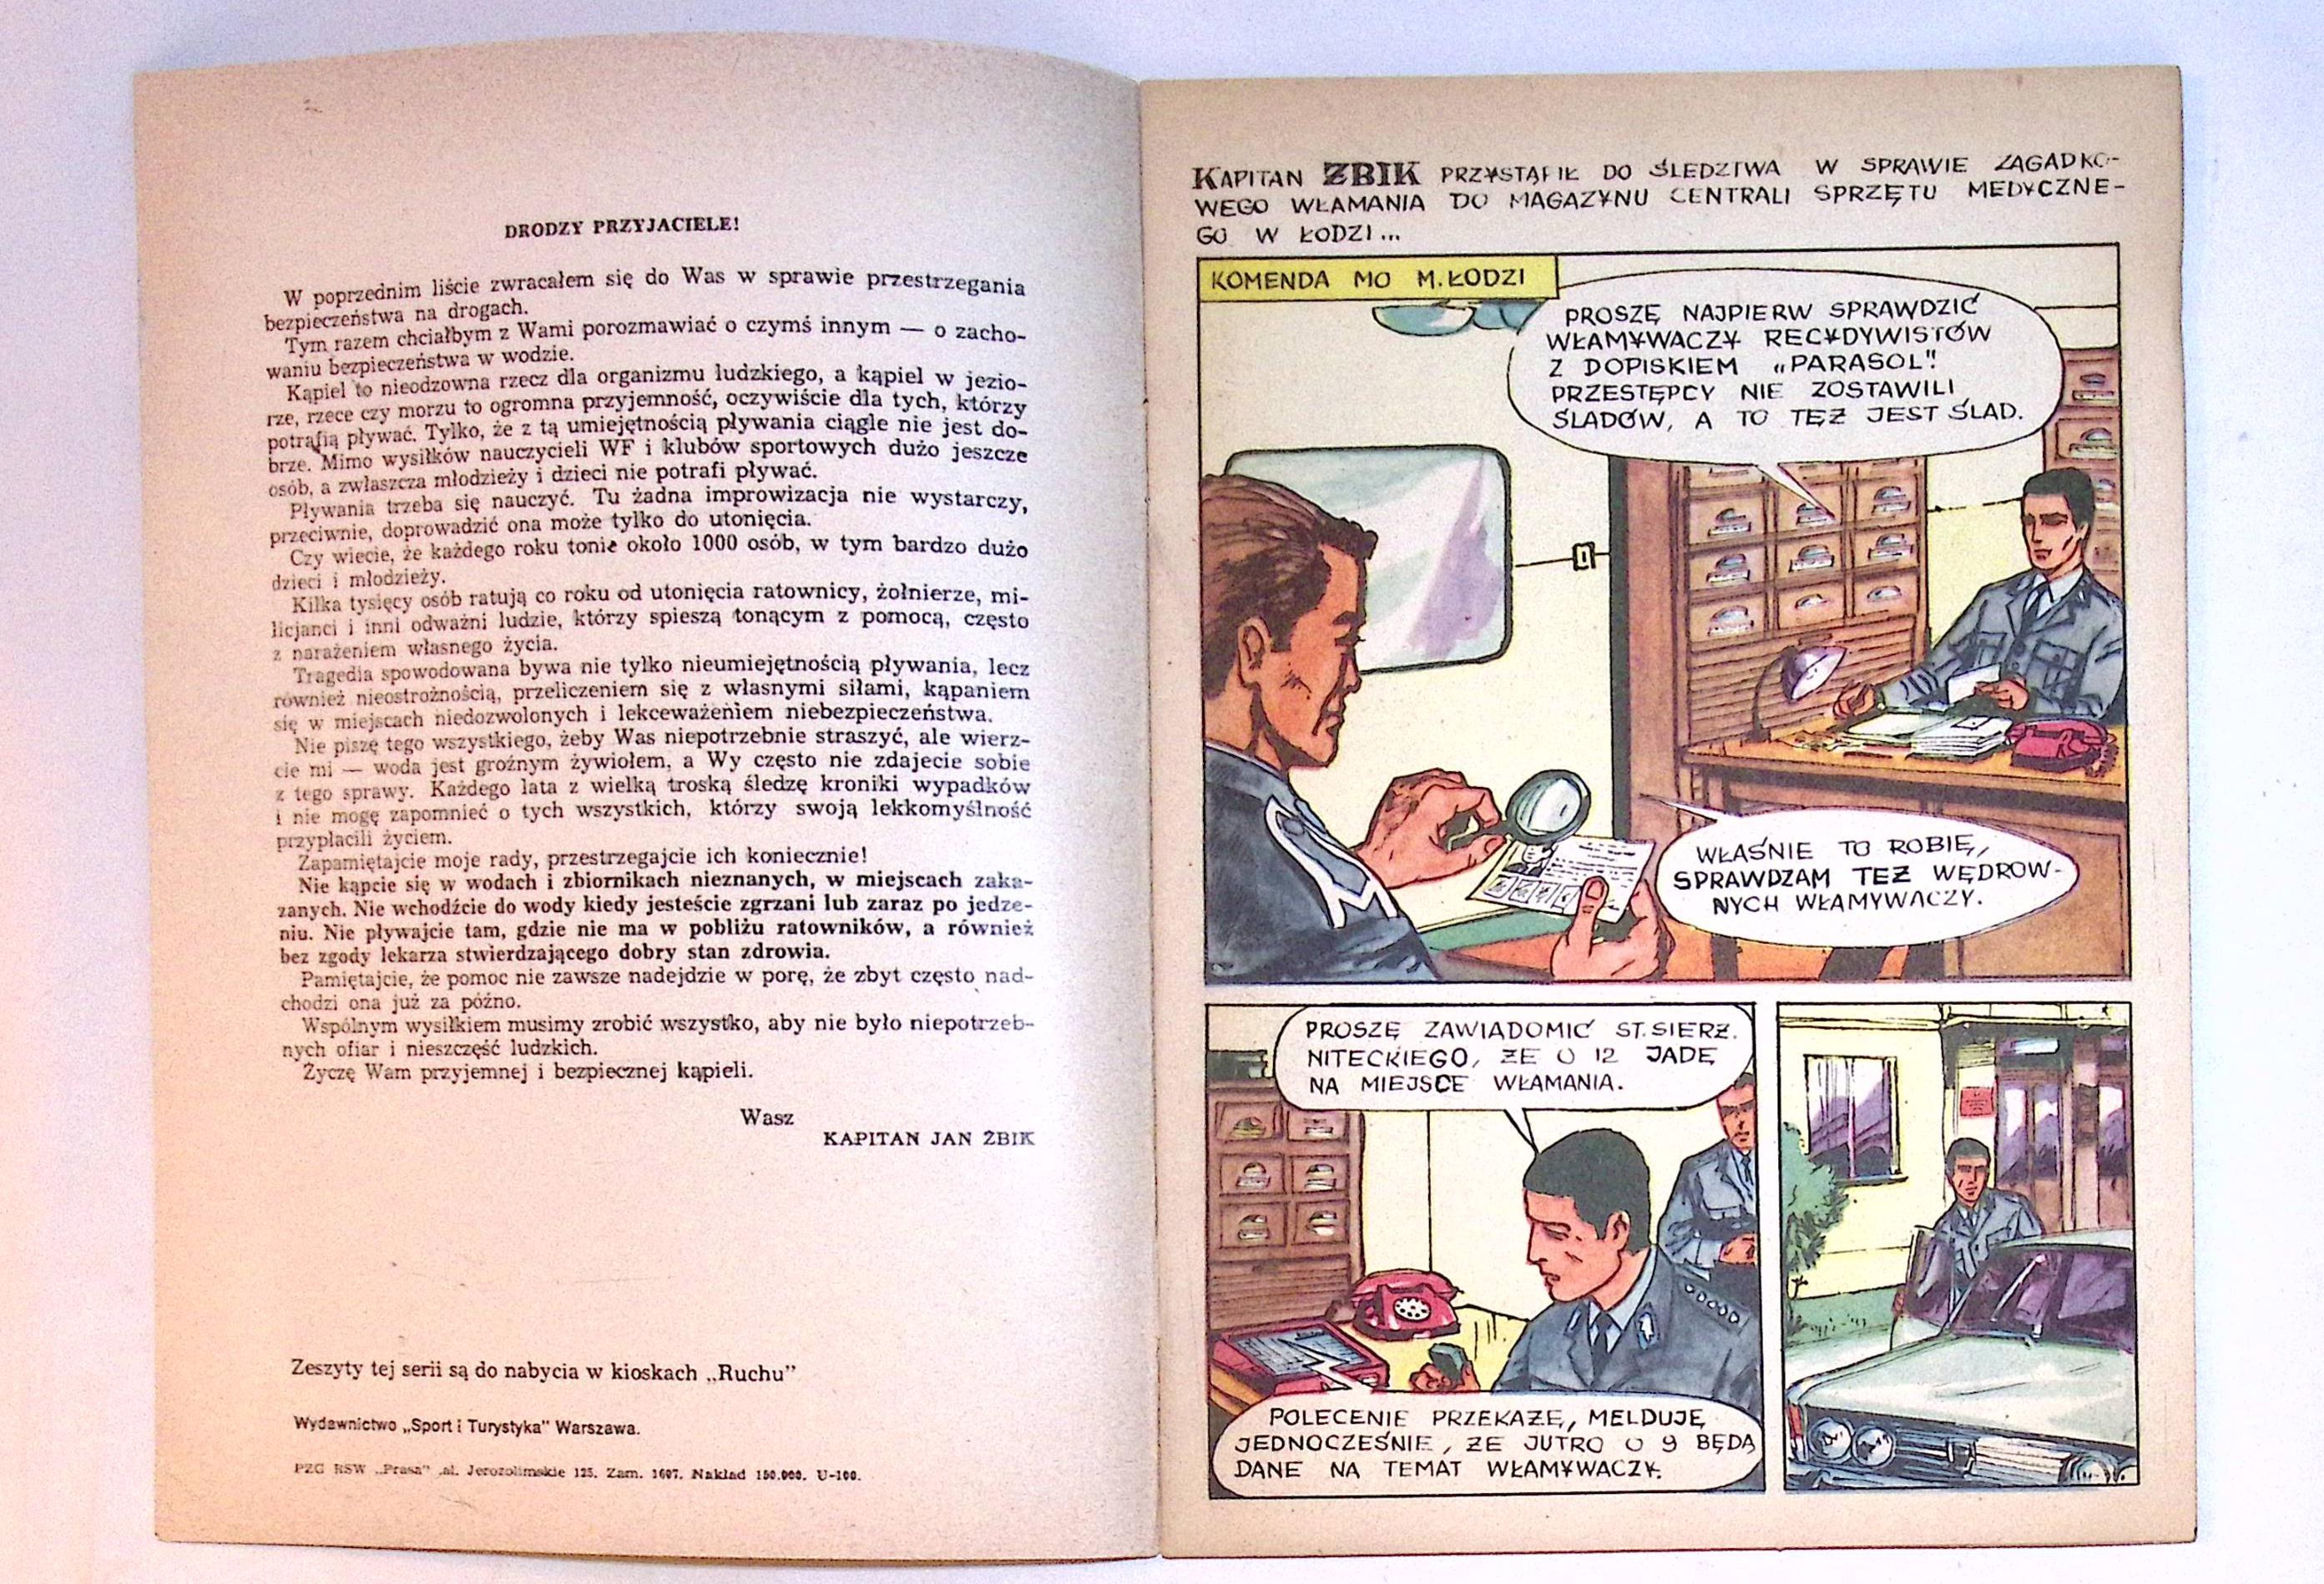 DRODZY PRZYJACIELE!
W poprzednim liście zwracałem się do Was w sprawie przestrzegania
bezpieczeństwa na drogach.
Tym razem chciałbym z Wami porozmawiać o czymś innym — o zacho-
waniu bezpieczeństwa w wodzie.
Kąpiel to nieodzowna rzecz dla organizmu ludzkiego, a kąpiel w jezio-
rze, rzece czy morzu to ogromna przyjemność, oczywiście dla tych, którzy
potrafią pływać. Tylko, że z tą umiejętnością pływania ciągle nie jest do-
brze. Mimo wysiłków nauczycieli WF i klubów sportowych dużo jeszcze
osób, a zwłaszcza młodzieży i dzieci nie potrafi pływać.
Pływania trzeba się nauczyć. Tu żadna improwizacja nie wystarczy,
przeciwnie, doprowadzić ona może tylko do utonięcia.
Czy wiecie, że każdego roku tonie około 1000 osób, w tym bardzo dużo
dzieci i młodzieży.
Kilka tysięcy osób ratują co roku od utonięcia ratownicy, żołnierze, mi-
licjanci i inni odważni ludzie, którzy spieszą tonącym z pomocą, często
z narażeniem własnego życia.
Tragedia spowodowana bywa nie tylko nieumiejętnością pływania, lecz
również nieostrożnością, przeliczeniem się z własnymi siłami, kąpaniem
się w miejscach niedozwolonych i lekceważeniem niebezpieczeństwa.
Nie piszę tego wszystkiego, żeby Was niepotrzebnie straszyć, ale wierz-
cie mi — woda jest groźnym żywiołem, a Wy często nie zdajecie sobie
z tego sprawy. Każdego lata z wielką troską śledzę kroniki wypadków
i nie mogę zapomnieć o tych wszystkich, którzy swoją lekkomyślność
przypłacili życiem.
Zapamiętajcie moje rady, przestrzegajcie ich koniecznie!
Nie kąpcie się w wodach i zbiornikach nieznanych, w miejscach zaka-
zanych. Nie wchodźcie do wody kiedy jesteście zgrzani lub zaraz po jedze-
niu. Nie pływajcie tam, gdzie nie ma w pobliżu ratowników, a również
bez zgody lekarza stwierdzającego dobry stan zdrowia.
Pamiętajcie, że pomoc nie zawsze nadejdzie w porę, że zbyt często nad-
chodzi ona już za późno.
Wspólnym wysiłkiem musimy zrobić wszystko, aby nie było niepotrzeb-
nych ofiar i nieszczęść ludzkich.
Życzę Wam przyjemnej i bezpiecznej kąpieli.
Wasz
KAPITAN JAN ŻBIK
Zeszyty tej serii są do nabycia w kioskach „Ruchu”
Wydawnictwo „Sport i Turystyka” Warszawa.
PZG RSW „Prasa” ,al. Jerozolimskie 125. Zam. 1607. Nakład 150.000. U-100.
KAPITAN ŻBIK PRZYSTĄPIŁ DO ŚLEDZTWA W SPRAWIE ZAGADKO-
WEGO WŁAMANIA DO MAGAZYNU CENTRALI SPRZĘTU MEDYCZNE-
GO W ŁODZI...
KOMENDA MO M.ŁODZI
PROSZĘ NAJPIERW SPRAWDZIĆ
WŁAMYWACZY RECYDYWISTÓW
Z DOPISKIEM „PARASOL”!
PRZESTĘPCY NIE ZOSTAWILI
ŚLADÓW, A TO TEŻ JEST ŚLAD.
WŁAŚNIE TO ROBIĘ,
SPRAWDZAM TEŻ WĘDROW-
NYCH WŁAMYWACZY.
PROSZĘ ZAWIADOMIĆ ST.SIERŻ.
NITECKIEGO, ŻE O 12 JADĘ
NA MIEJSCE WŁAMANIA.
POLECENIE PRZEKAŻĘ, MELDUJĘ
JEDNOCZEŚNIE, ŻE JUTRO O 9 BĘDĄ
DANE NA TEMAT WŁAMYWACZY.